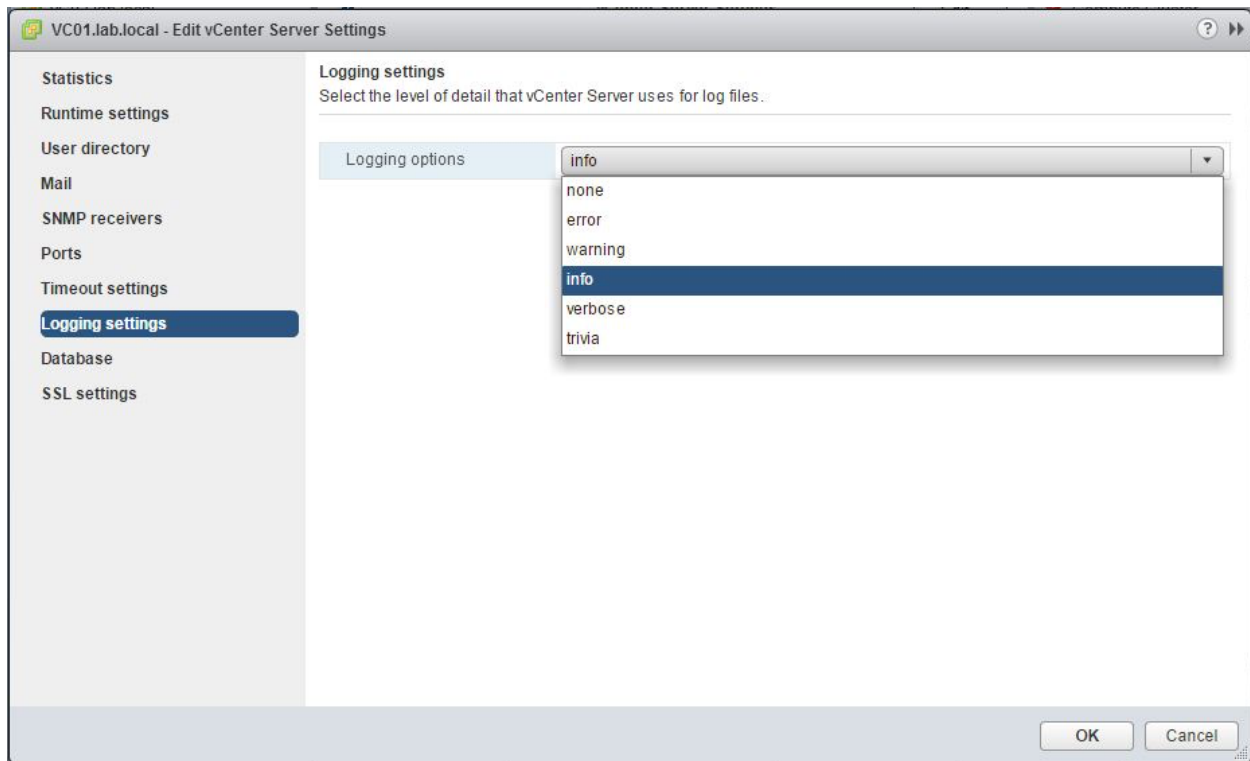 VC01.lab.local - Edit vCenter Server Settings
Statistics
Runtime settings
User directory
Mail
SNMP receivers
Ports
Timeout settings
Logging settings
Database
SSL settings
Logging settings
Select the level of detail that vCenter Server uses for log files.
Logging options
info
none
error
warning
info
verbose
trivia
OK
Cancel